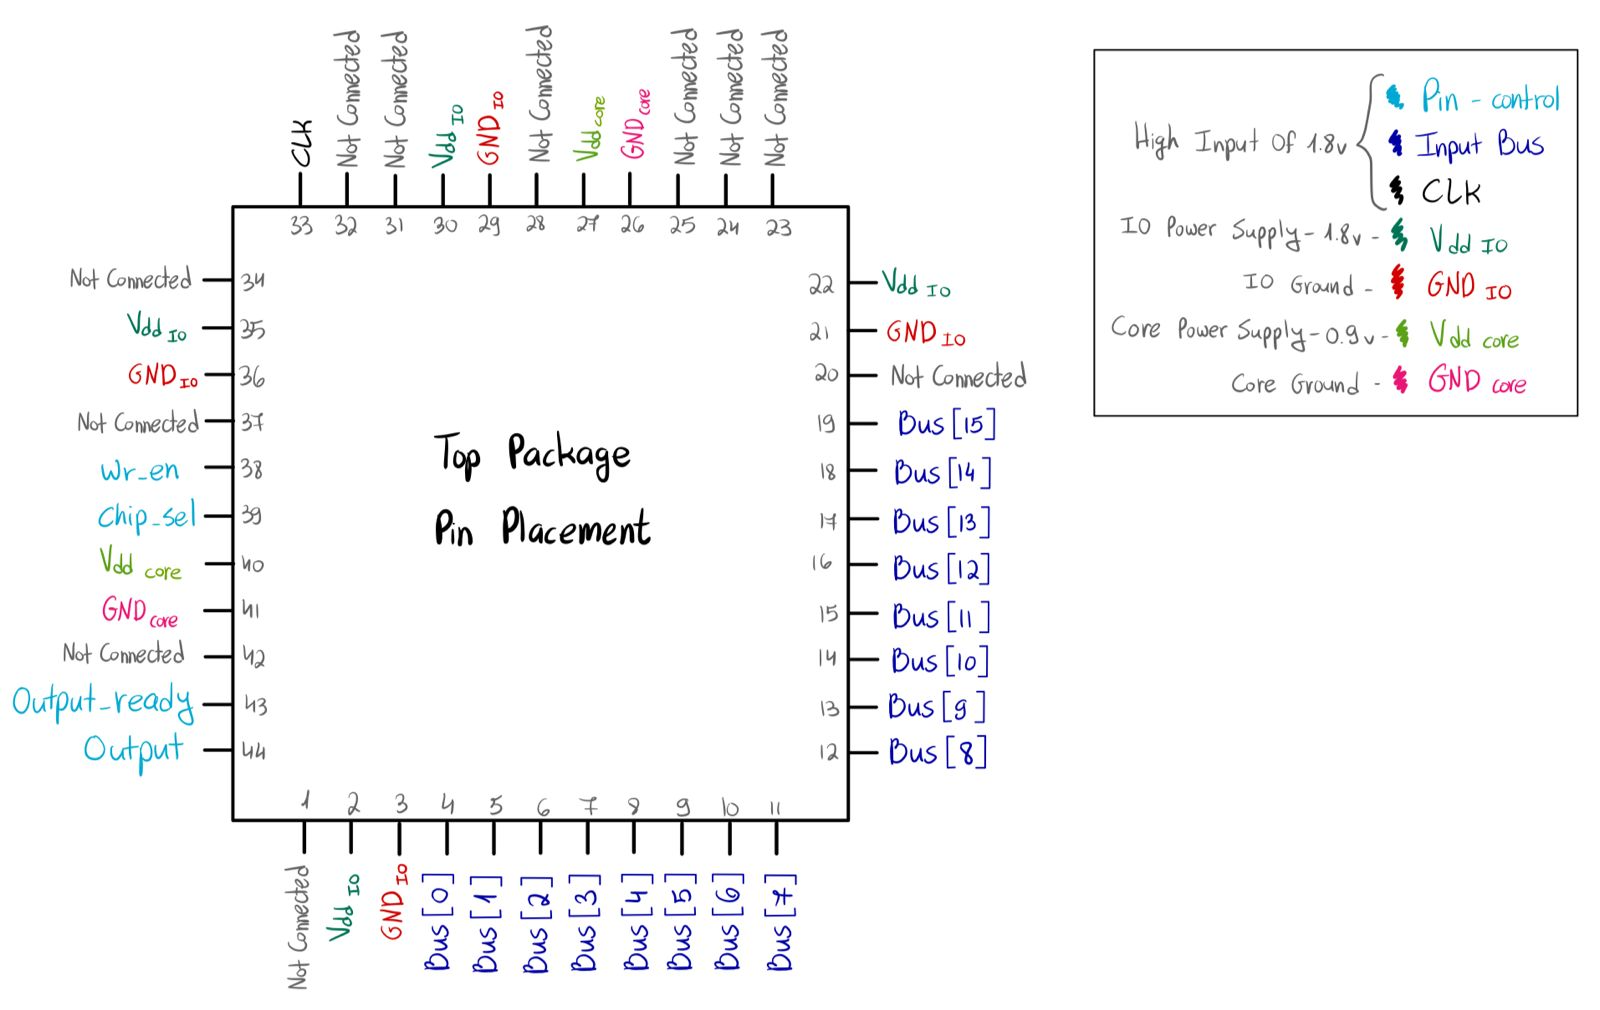 CLK
Not Connected
Not Connected
Vdd IO
GND IO
Not Connected
Vdd core
GND core
Not Connected
Not Connected
Not Connected
33 32 31 30 29 28 27 26 25 24 23
Not Connected 34
Vdd IO 35
GND IO 36
Not Connected 37
Wr_en 38
Chip_sel 39
Vdd core 40
GND core 41
Not Connected 42
Output_ready 43
Output 44
Top Package
Pin Placement
22 Vdd IO
21 GND IO
20 Not Connected
19 Bus[15]
18 Bus[14]
17 Bus[13]
16 Bus[12]
15 Bus[11]
14 Bus[10]
13 Bus[9]
12 Bus[8]
1 2 3 4 5 6 7 8 9 10 11
Not Connected
Vdd IO
GND IO
Bus[0]
Bus[1]
Bus[2]
Bus[3]
Bus[4]
Bus[5]
Bus[6]
Bus[7]
High Input Of 1.8v
Pin - control
Input Bus
CLK
IO Power Supply - 1.8v - Vdd IO
IO Ground - GND IO
Core Power Supply - 0.9v - Vdd core
Core Ground - GND core